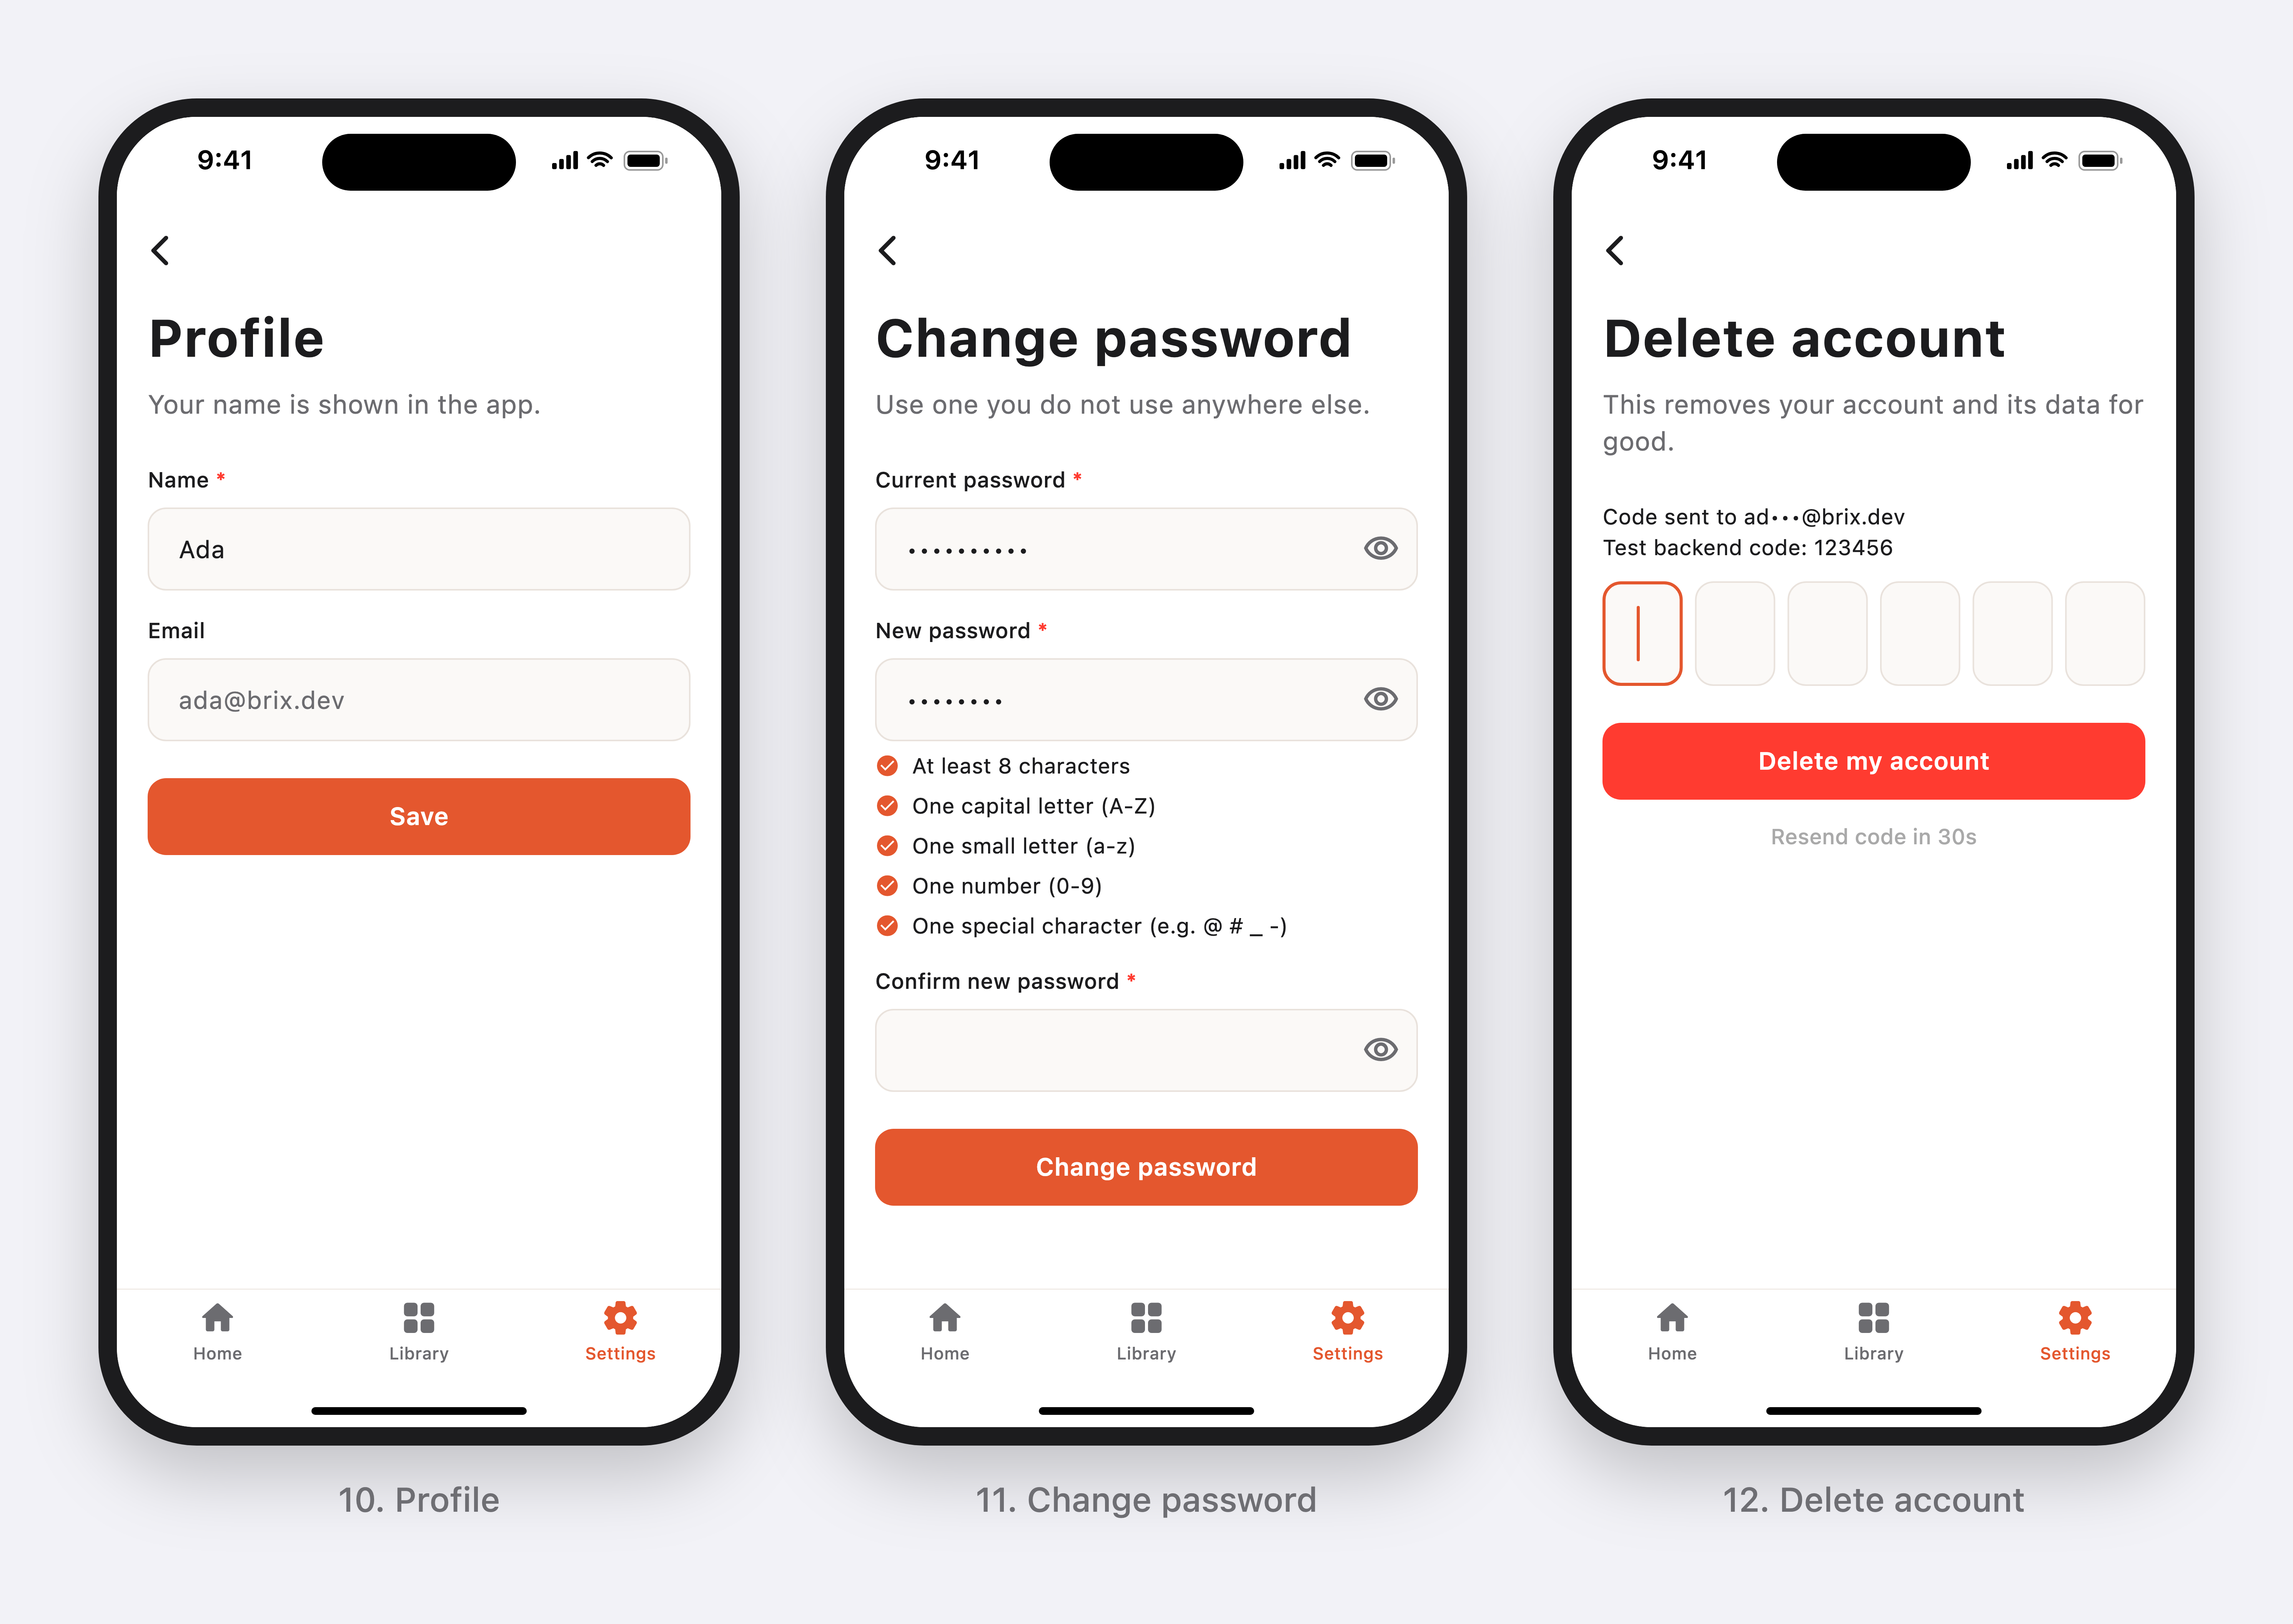 9:41
Profile
Your name is shown in the app.
Name *
Ada
Email
ada@brix.dev
Save
Home
Library
Settings
10. Profile
9:41
Change password
Use one you do not use anywhere else.
Current password *
••••••••••
New password *
••••••••
At least 8 characters
One capital letter (A-Z)
One small letter (a-z)
One number (0-9)
One special character (e.g. @ # _ -)
Confirm new password *
Change password
Home
Library
Settings
11. Change password
9:41
Delete account
This removes your account and its data for
good.
Code sent to ad•••@brix.dev
Test backend code: 123456
Delete my account
Resend code in 30s
Home
Library
Settings
12. Delete account